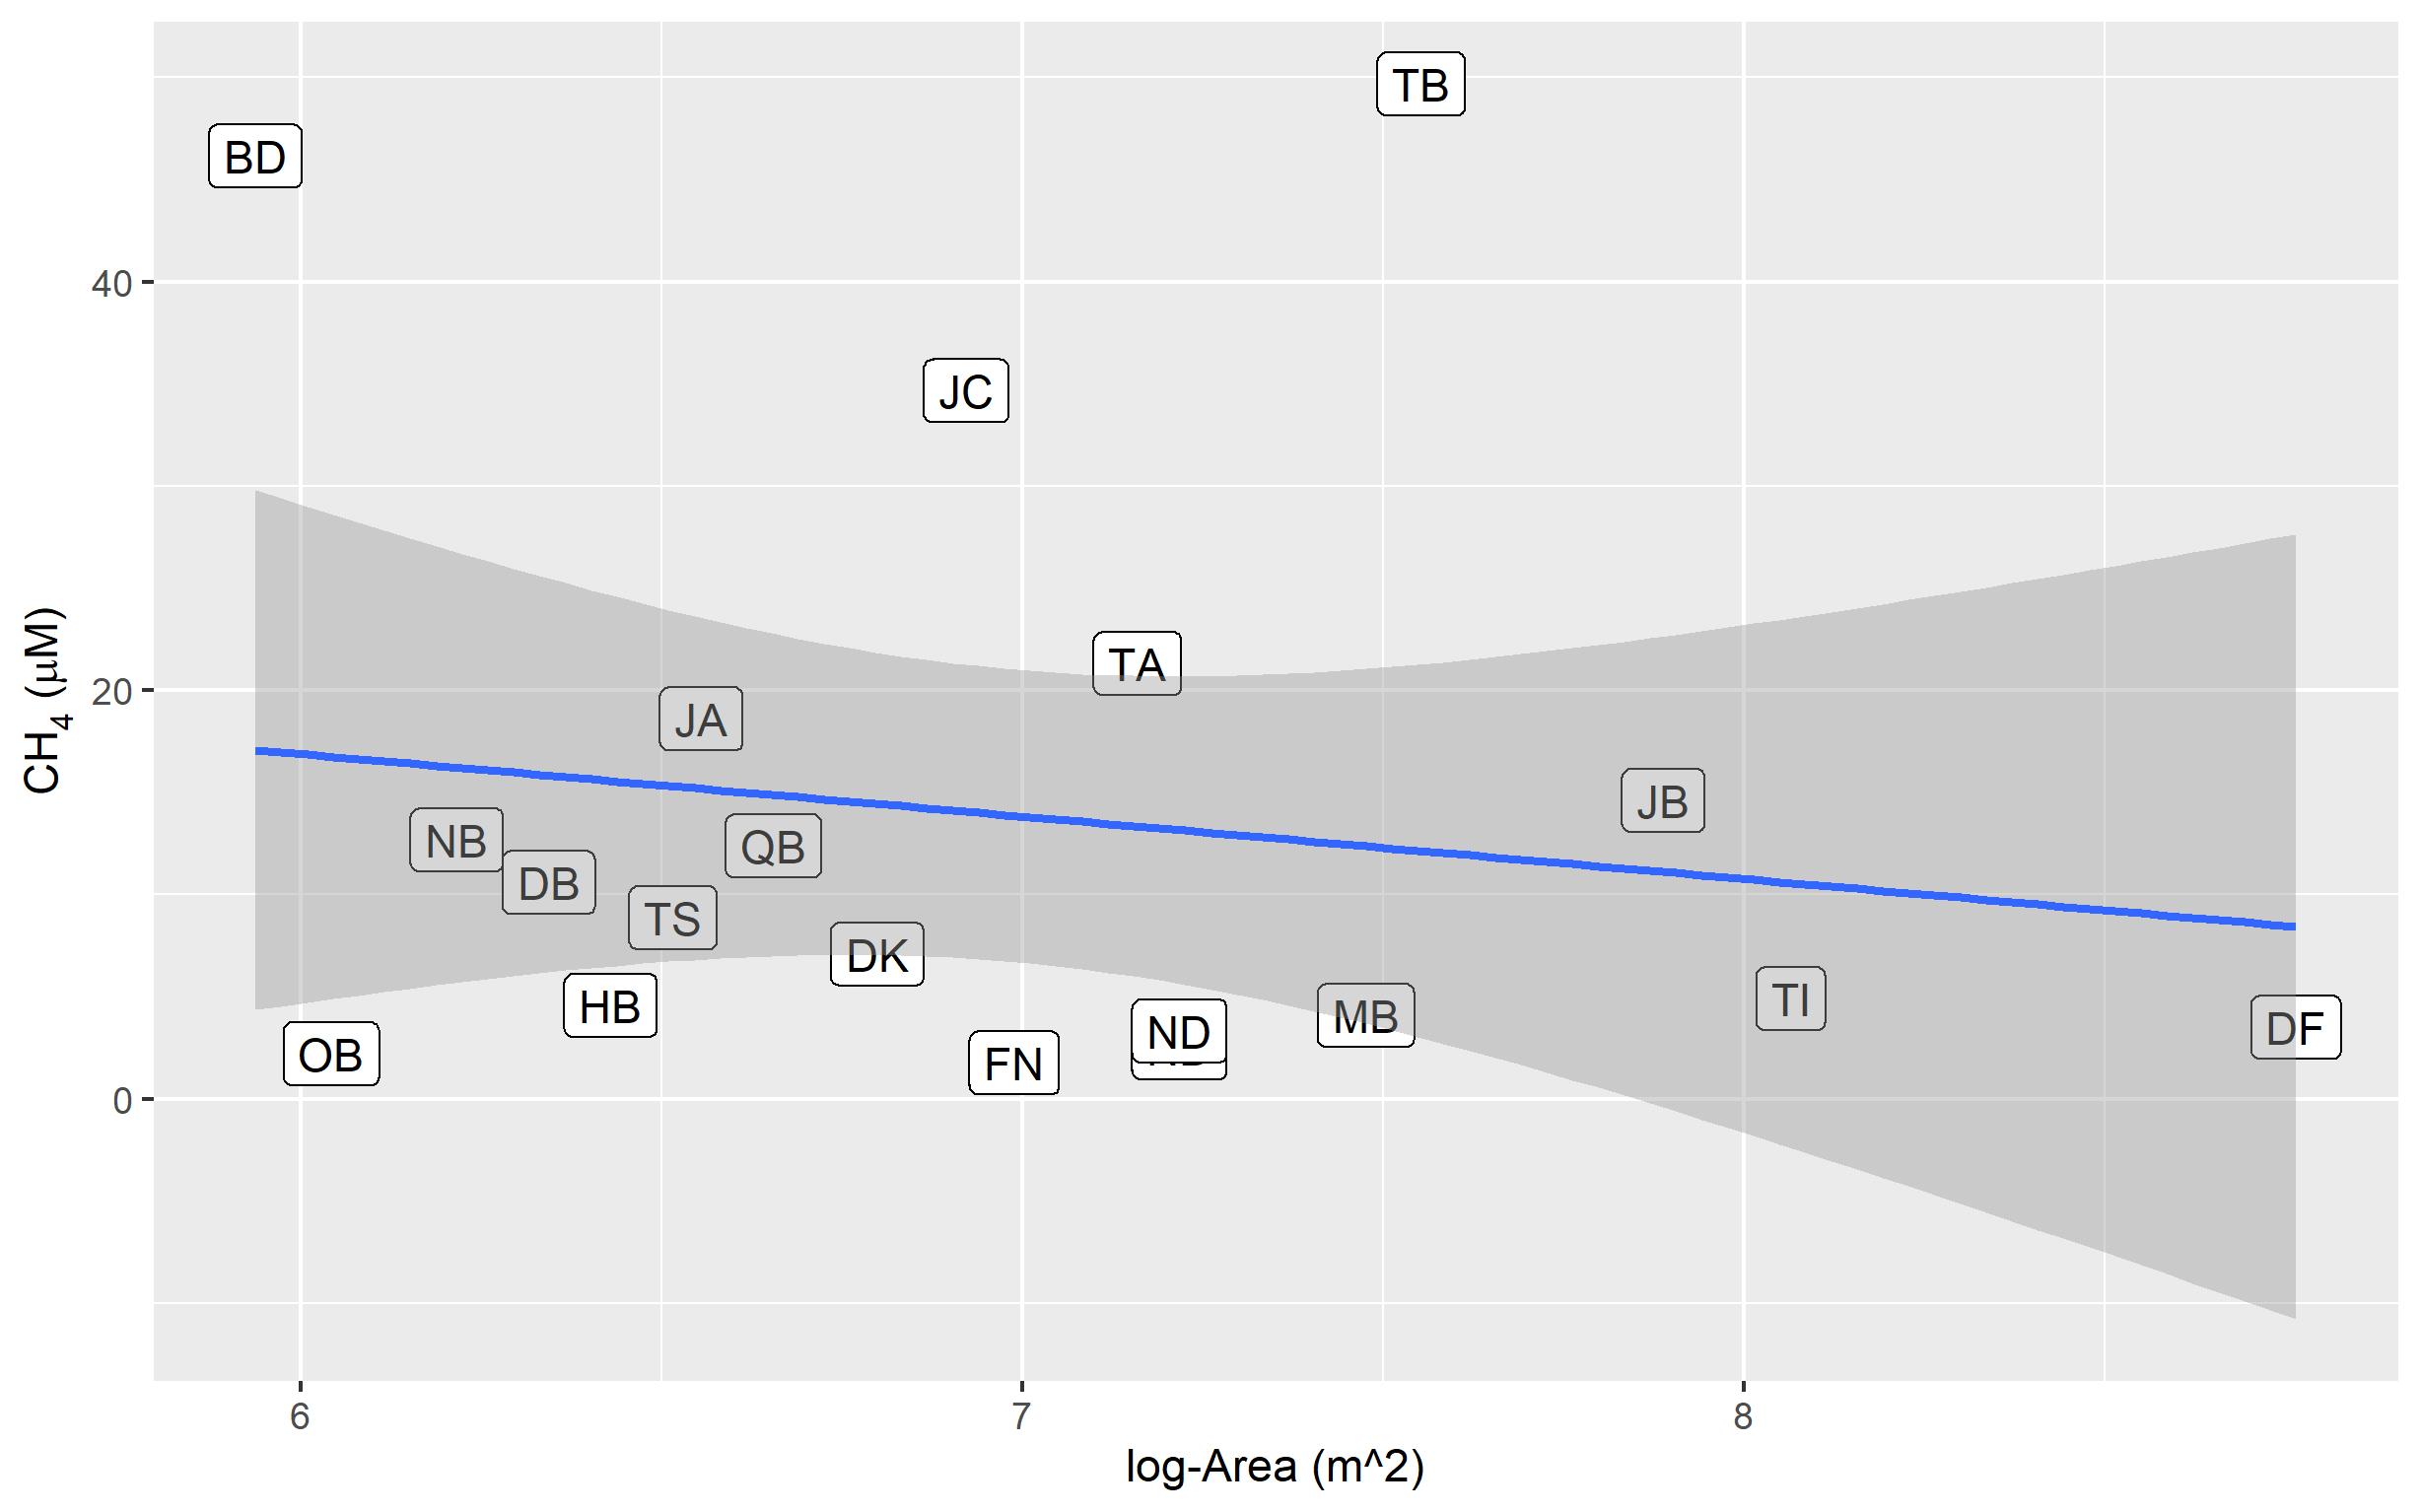 TB
BD
40
JC
TA
20
JA
JB
NB
QB
DB
TS
DK
TI
HB
MB
ND
DF
OB
FN
0
CH4 (μM)
6
7
8
log-Area (m^2)